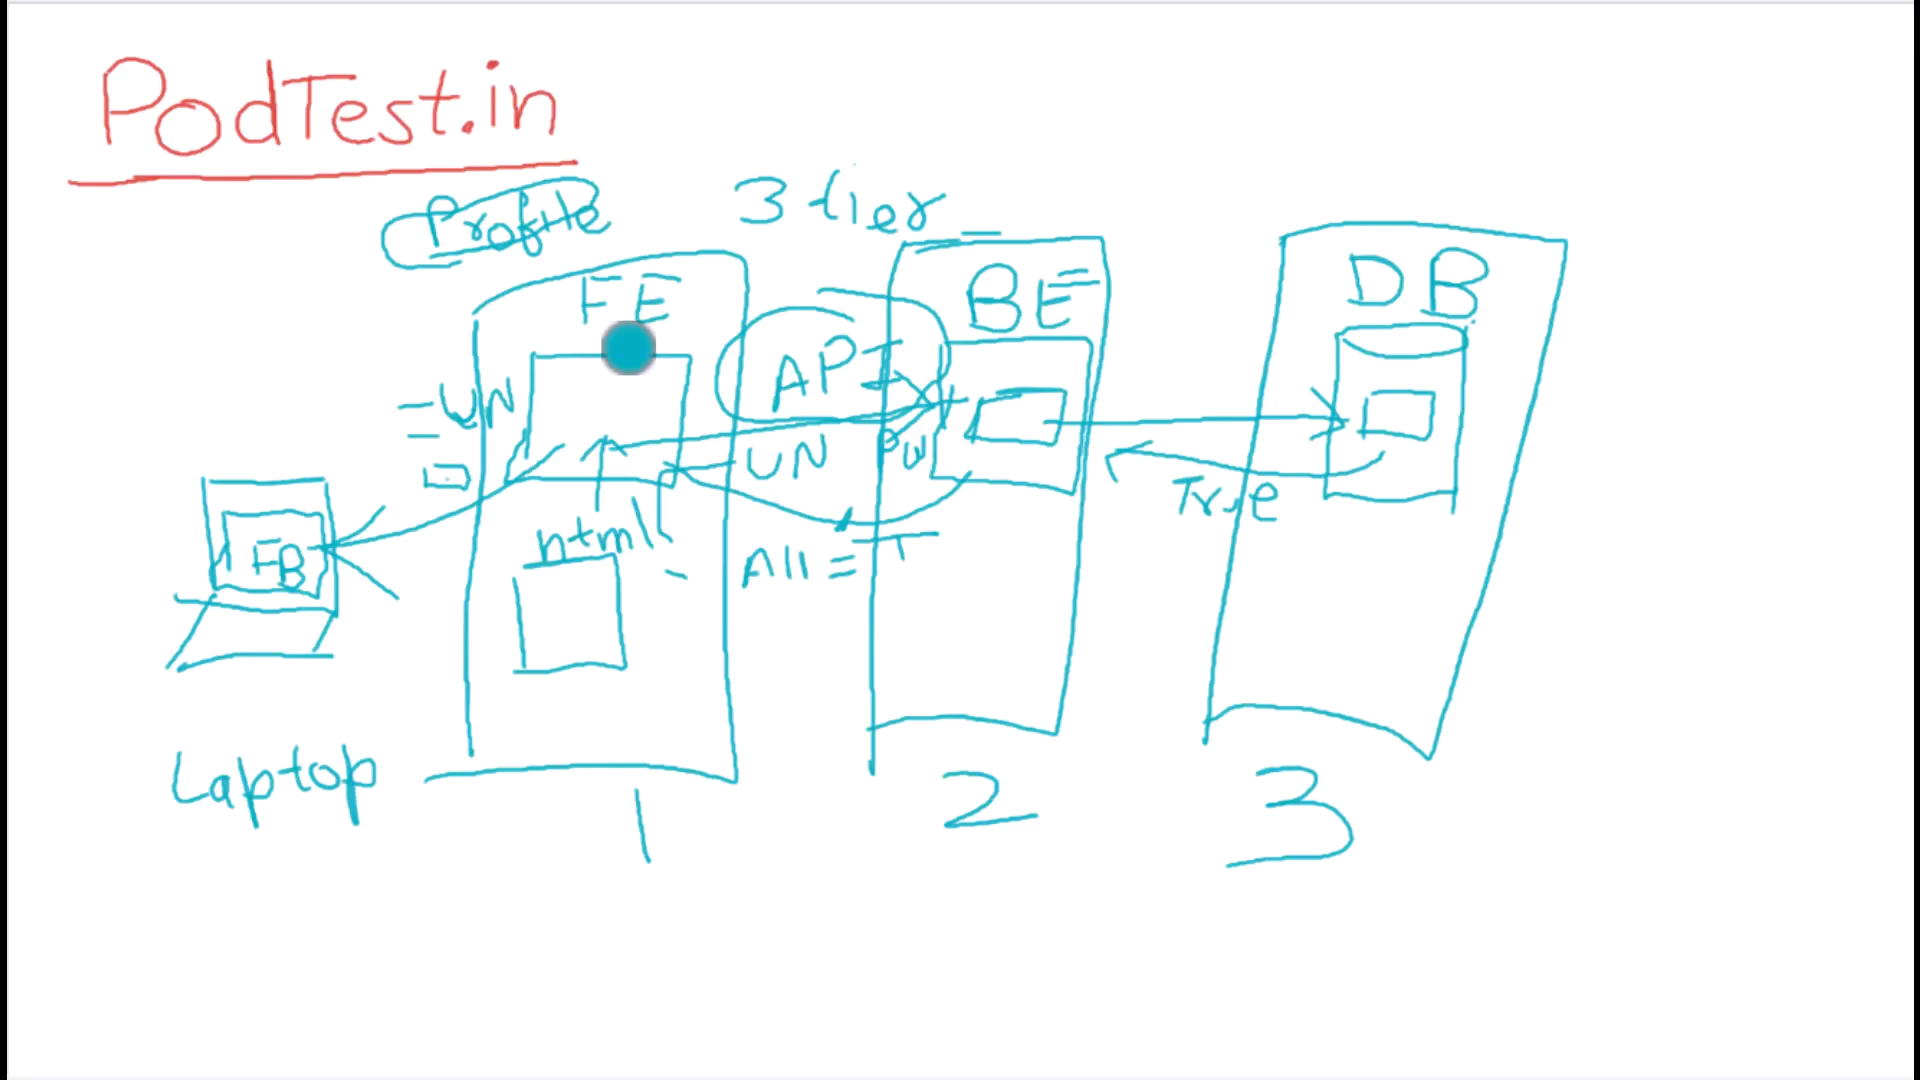 PodTest.in
Profile
3 tier
FE
BE
DB
API
UN
UN PW
True
html
All = T
FB
Laptop
1 2 3